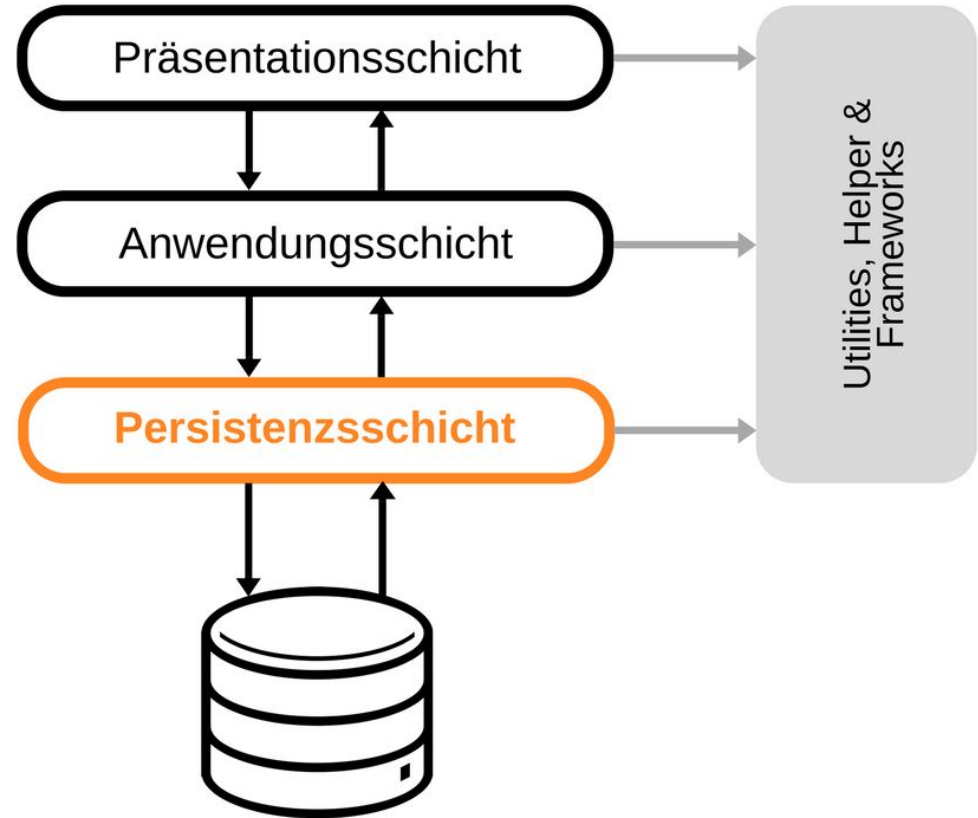 Präsentationsschicht
Anwendungsschicht
Persistenzsschicht
Utilities, Helper &
Frameworks